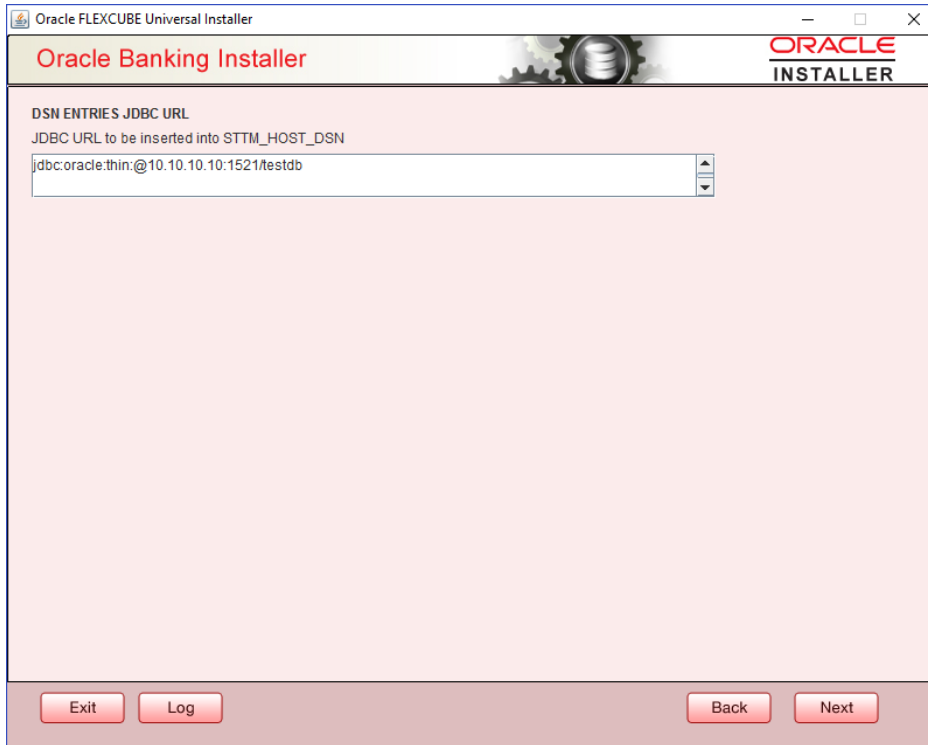 Oracle FLEXCUBE Universal Installer
Oracle Banking Installer
ORACLE
INSTALLER
DSN ENTRIES JDBC URL
JDBC URL to be inserted into STTM_HOST_DSN
jdbc:oracle:thin:@10.10.10.10:1521/testdb
Exit
Log
Back
Next